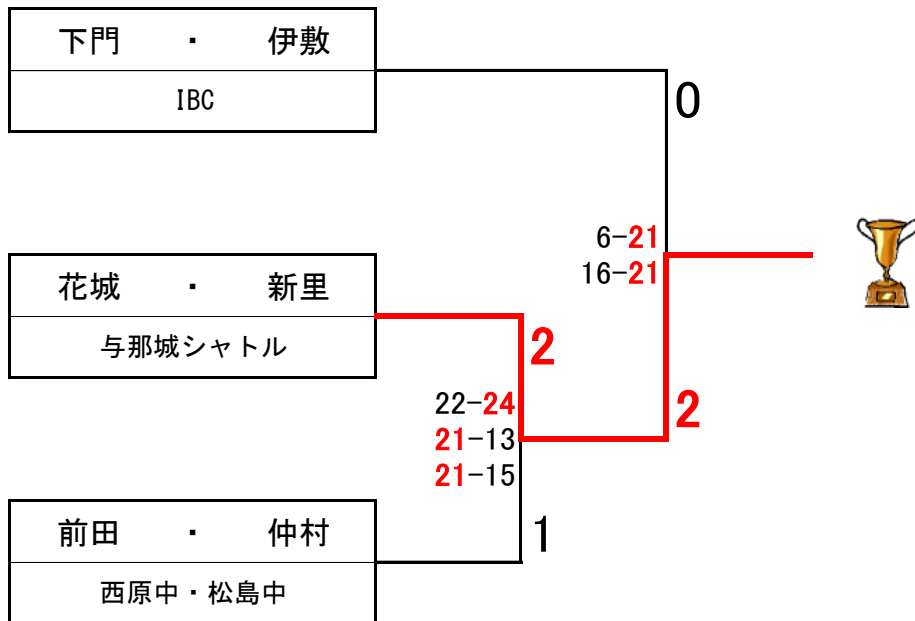 下門 ・ 伊敷
IBC
0
6-21
16-21
花城 ・ 新里
与那城シャトル
2
22-24
21-13
21-15
2
前田 ・ 仲村
西原中・松島中
1